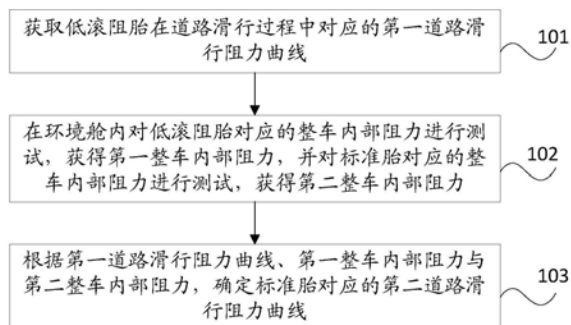 获取低滚阻胎在道路滑行过程中对应的第一道路滑
行阻力曲线
101
在环境舱内对低滚阻胎对应的整车内部阻力进行测
试，获得第一整车内部阻力，并对标准胎对应的整
车内部阻力进行测试，获得第二整车内部阻力
102
根据第一道路滑行阻力曲线、第一整车内部阻力与
第二整车内部阻力，确定标准胎对应的第二道路滑
行阻力曲线
103